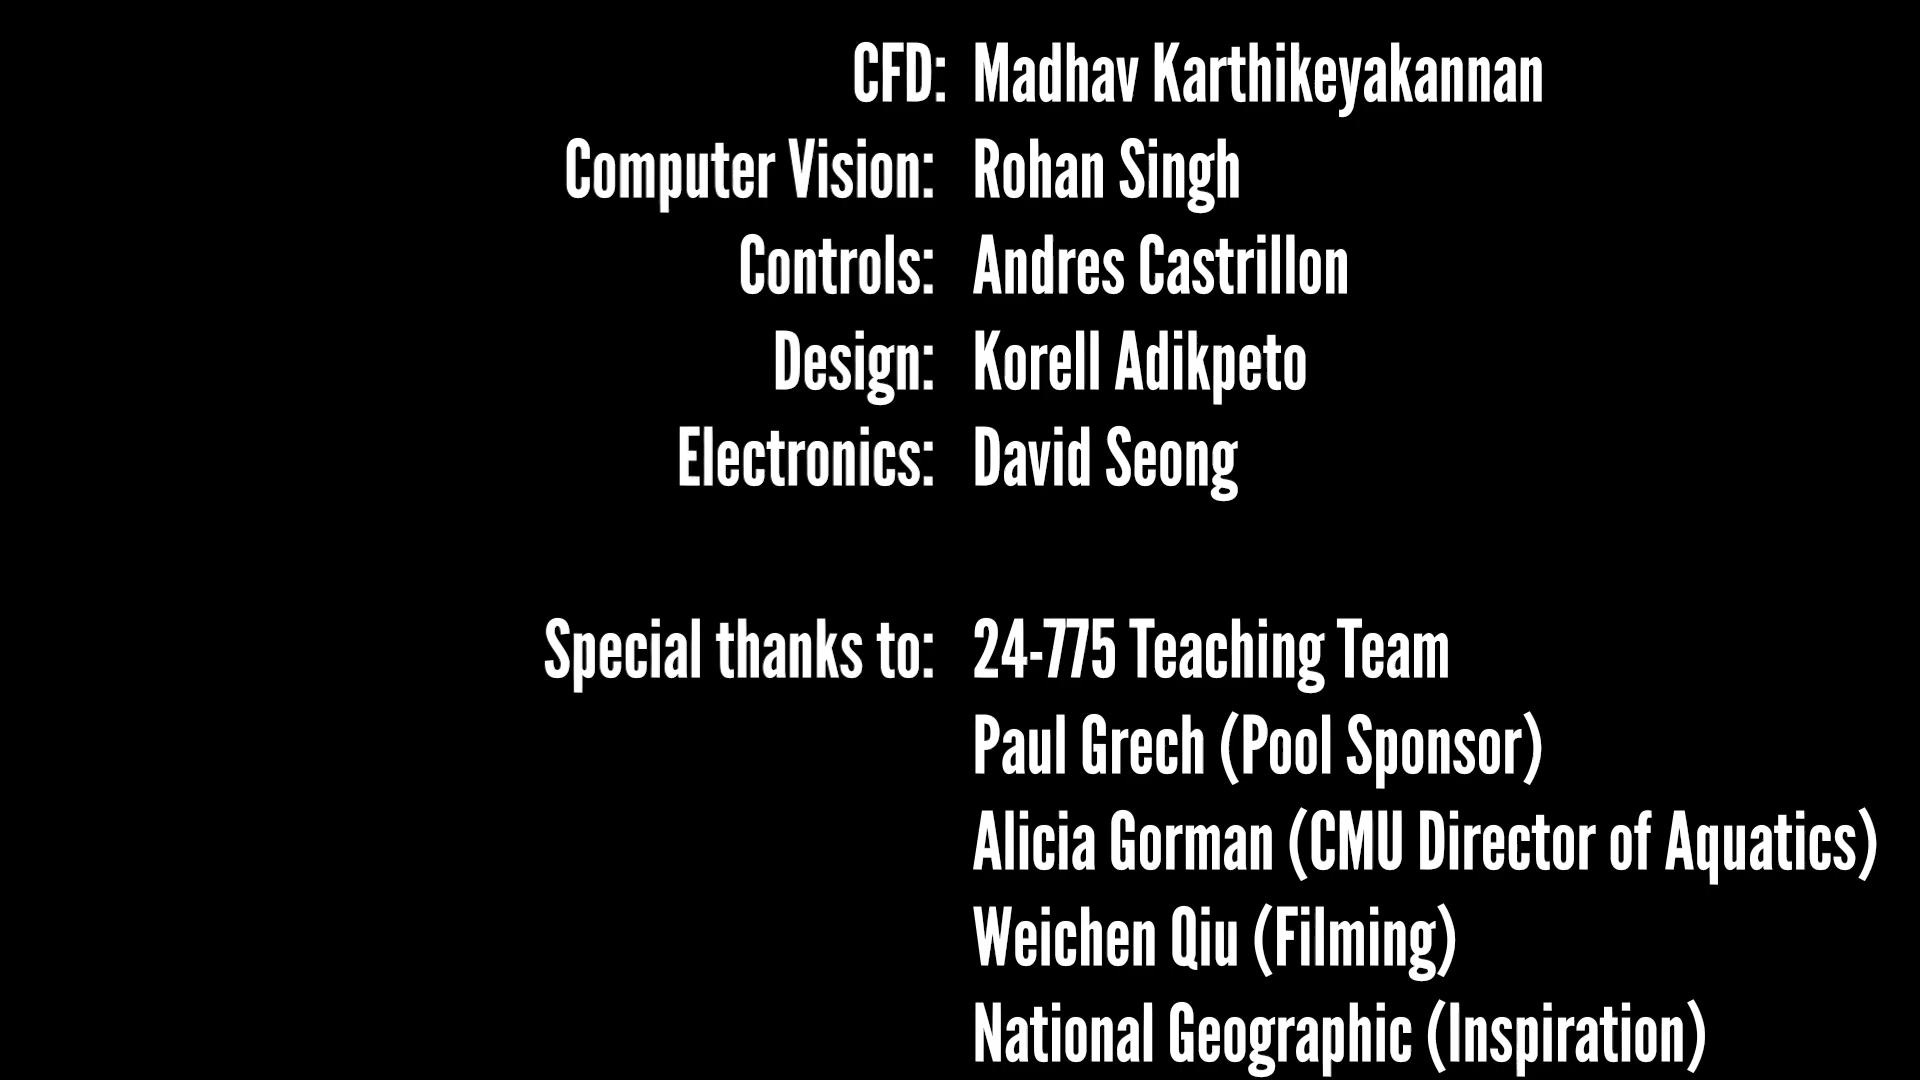 CFD: Madhav Karthikeyakannan
Computer Vision: Rohan Singh
Controls: Andres Castrillon
Design: Korell Adikpeto
Electronics: David Seong
Special thanks to: 24-775 Teaching Team
Paul Grech (Pool Sponsor)
Alicia Gorman (CMU Director of Aquatics)
Weichen Qiu (Filming)
National Geographic (Inspiration)